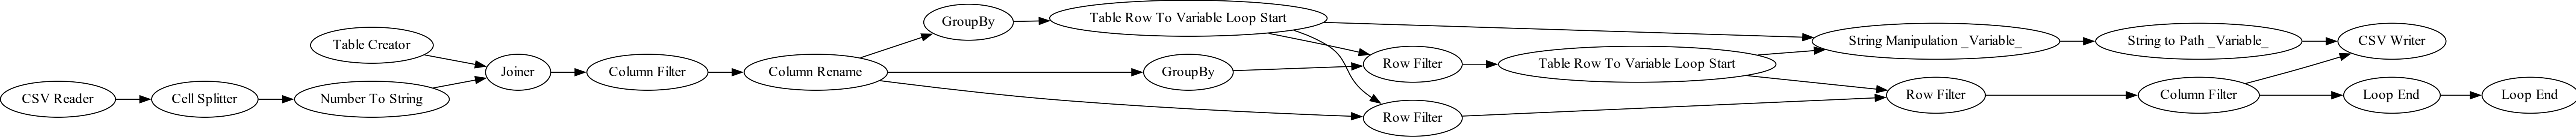 CSV Reader
Cell Splitter
Table Creator
Number To String
Joiner
Column Filter
Column Rename
GroupBy
Table Row To Variable Loop Start
GroupBy
Row Filter
Row Filter
Table Row To Variable Loop Start
String Manipulation _Variable_
Row Filter
String to Path _Variable_
Column Filter
CSV Writer
Loop End
Loop End